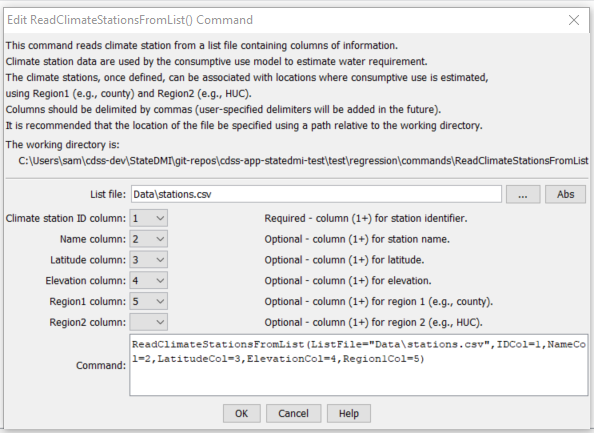 Edit ReadClimateStationsFromList() Command
This command reads climate station from a list file containing columns of information.
Climate station data are used by the consumptive use model to estimate water requirement.
The climate stations, once defined, can be associated with locations where consumptive use is estimated,
using Region1 (e.g., county) and Region2 (e.g., HUC).
Columns should be delimited by commas (user-specified delimiters will be added in the future).
It is recommended that the location of the file be specified using a path relative to the working directory.
The working directory is:
C:\Users\sam\cdss-dev\StateDMI\git-repos\cdss-app-statedmi-test\test\regression\commands\ReadClimateStationsFromList
List file: Data\stations.csv ... Abs
Climate station ID column: 1 Required - column (1+) for station identifier.
Name column: 2 Optional - column (1+) for station name.
Latitude column: 3 Optional - column (1+) for latitude.
Elevation column: 4 Optional - column (1+) for elevation.
Region1 column: 5 Optional - column (1+) for region 1 (e.g., county).
Region2 column: Optional - column (1+) for region 2 (e.g., HUC).
Command: ReadClimateStationsFromList(ListFile="Data\stations.csv",IDCol=1,NameCo
l=2,LatitudeCol=3,ElevationCol=4,Region1Col=5)
OK Cancel Help